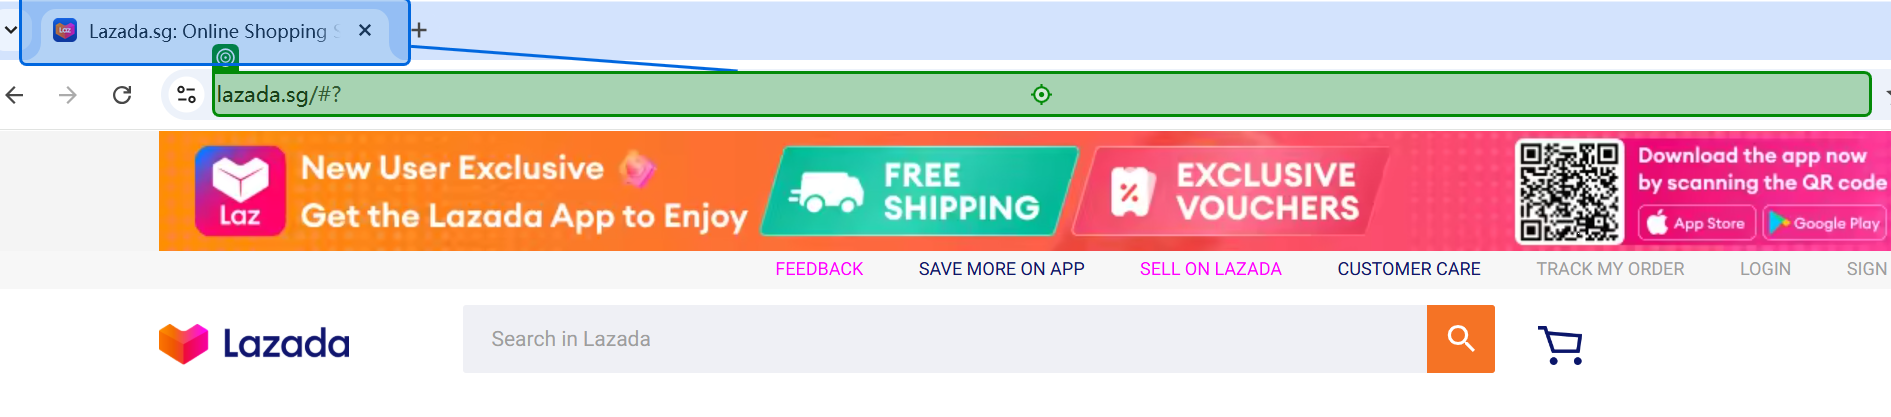 Lazada.sg: Online Shopping S
lazada.sg/#?
Laz
New User Exclusive
Get the Lazada App to Enjoy
FREE
SHIPPING
EXCLUSIVE
VOUCHERS
Download the app now
by scanning the QR code
App Store
Google Play
FEEDBACK
SAVE MORE ON APP
SELL ON LAZADA
CUSTOMER CARE
TRACK MY ORDER
LOGIN
SIGN
Lazada
Search in Lazada